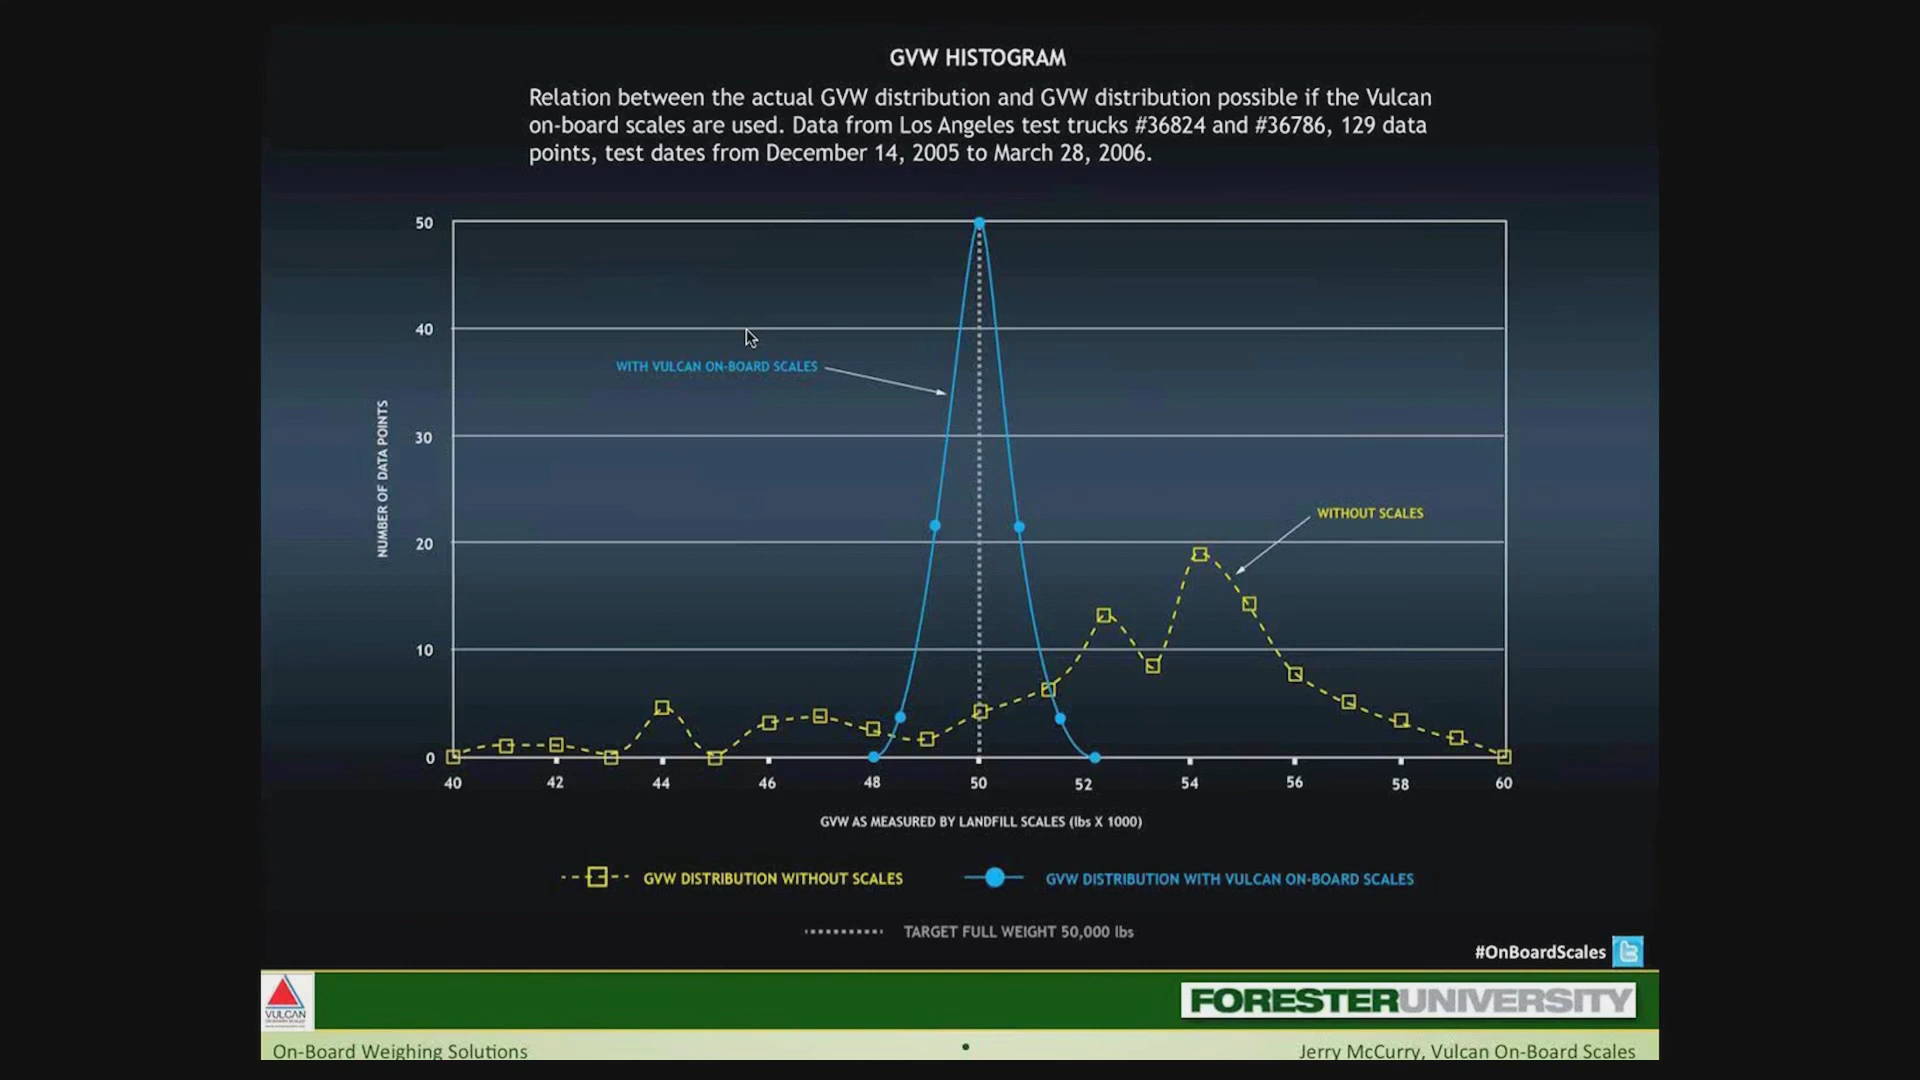 GVW HISTOGRAM
Relation between the actual GVW distribution and GVW distribution possible if the Vulcan
on-board scales are used. Data from Los Angeles test trucks #36824 and #36786, 129 data
points, test dates from December 14, 2005 to March 28, 2006.
50
40
WITH VULCAN ON-BOARD SCALES
NUMBER OF DATA POINTS
30
WITHOUT SCALES
20
10
0
40 42 44 46 48 50 52 54 56 58 60
GVW AS MEASURED BY LANDFILL SCALES (lbs X 1000)
GVW DISTRIBUTION WITHOUT SCALES
GVW DISTRIBUTION WITH VULCAN ON-BOARD SCALES
TARGET FULL WEIGHT 50,000 lbs
#OnBoardScales
VULCAN
FORESTERUNIVERSITY
On-Board Weighing Solutions
Jerry McCurry, Vulcan On-Board Scales